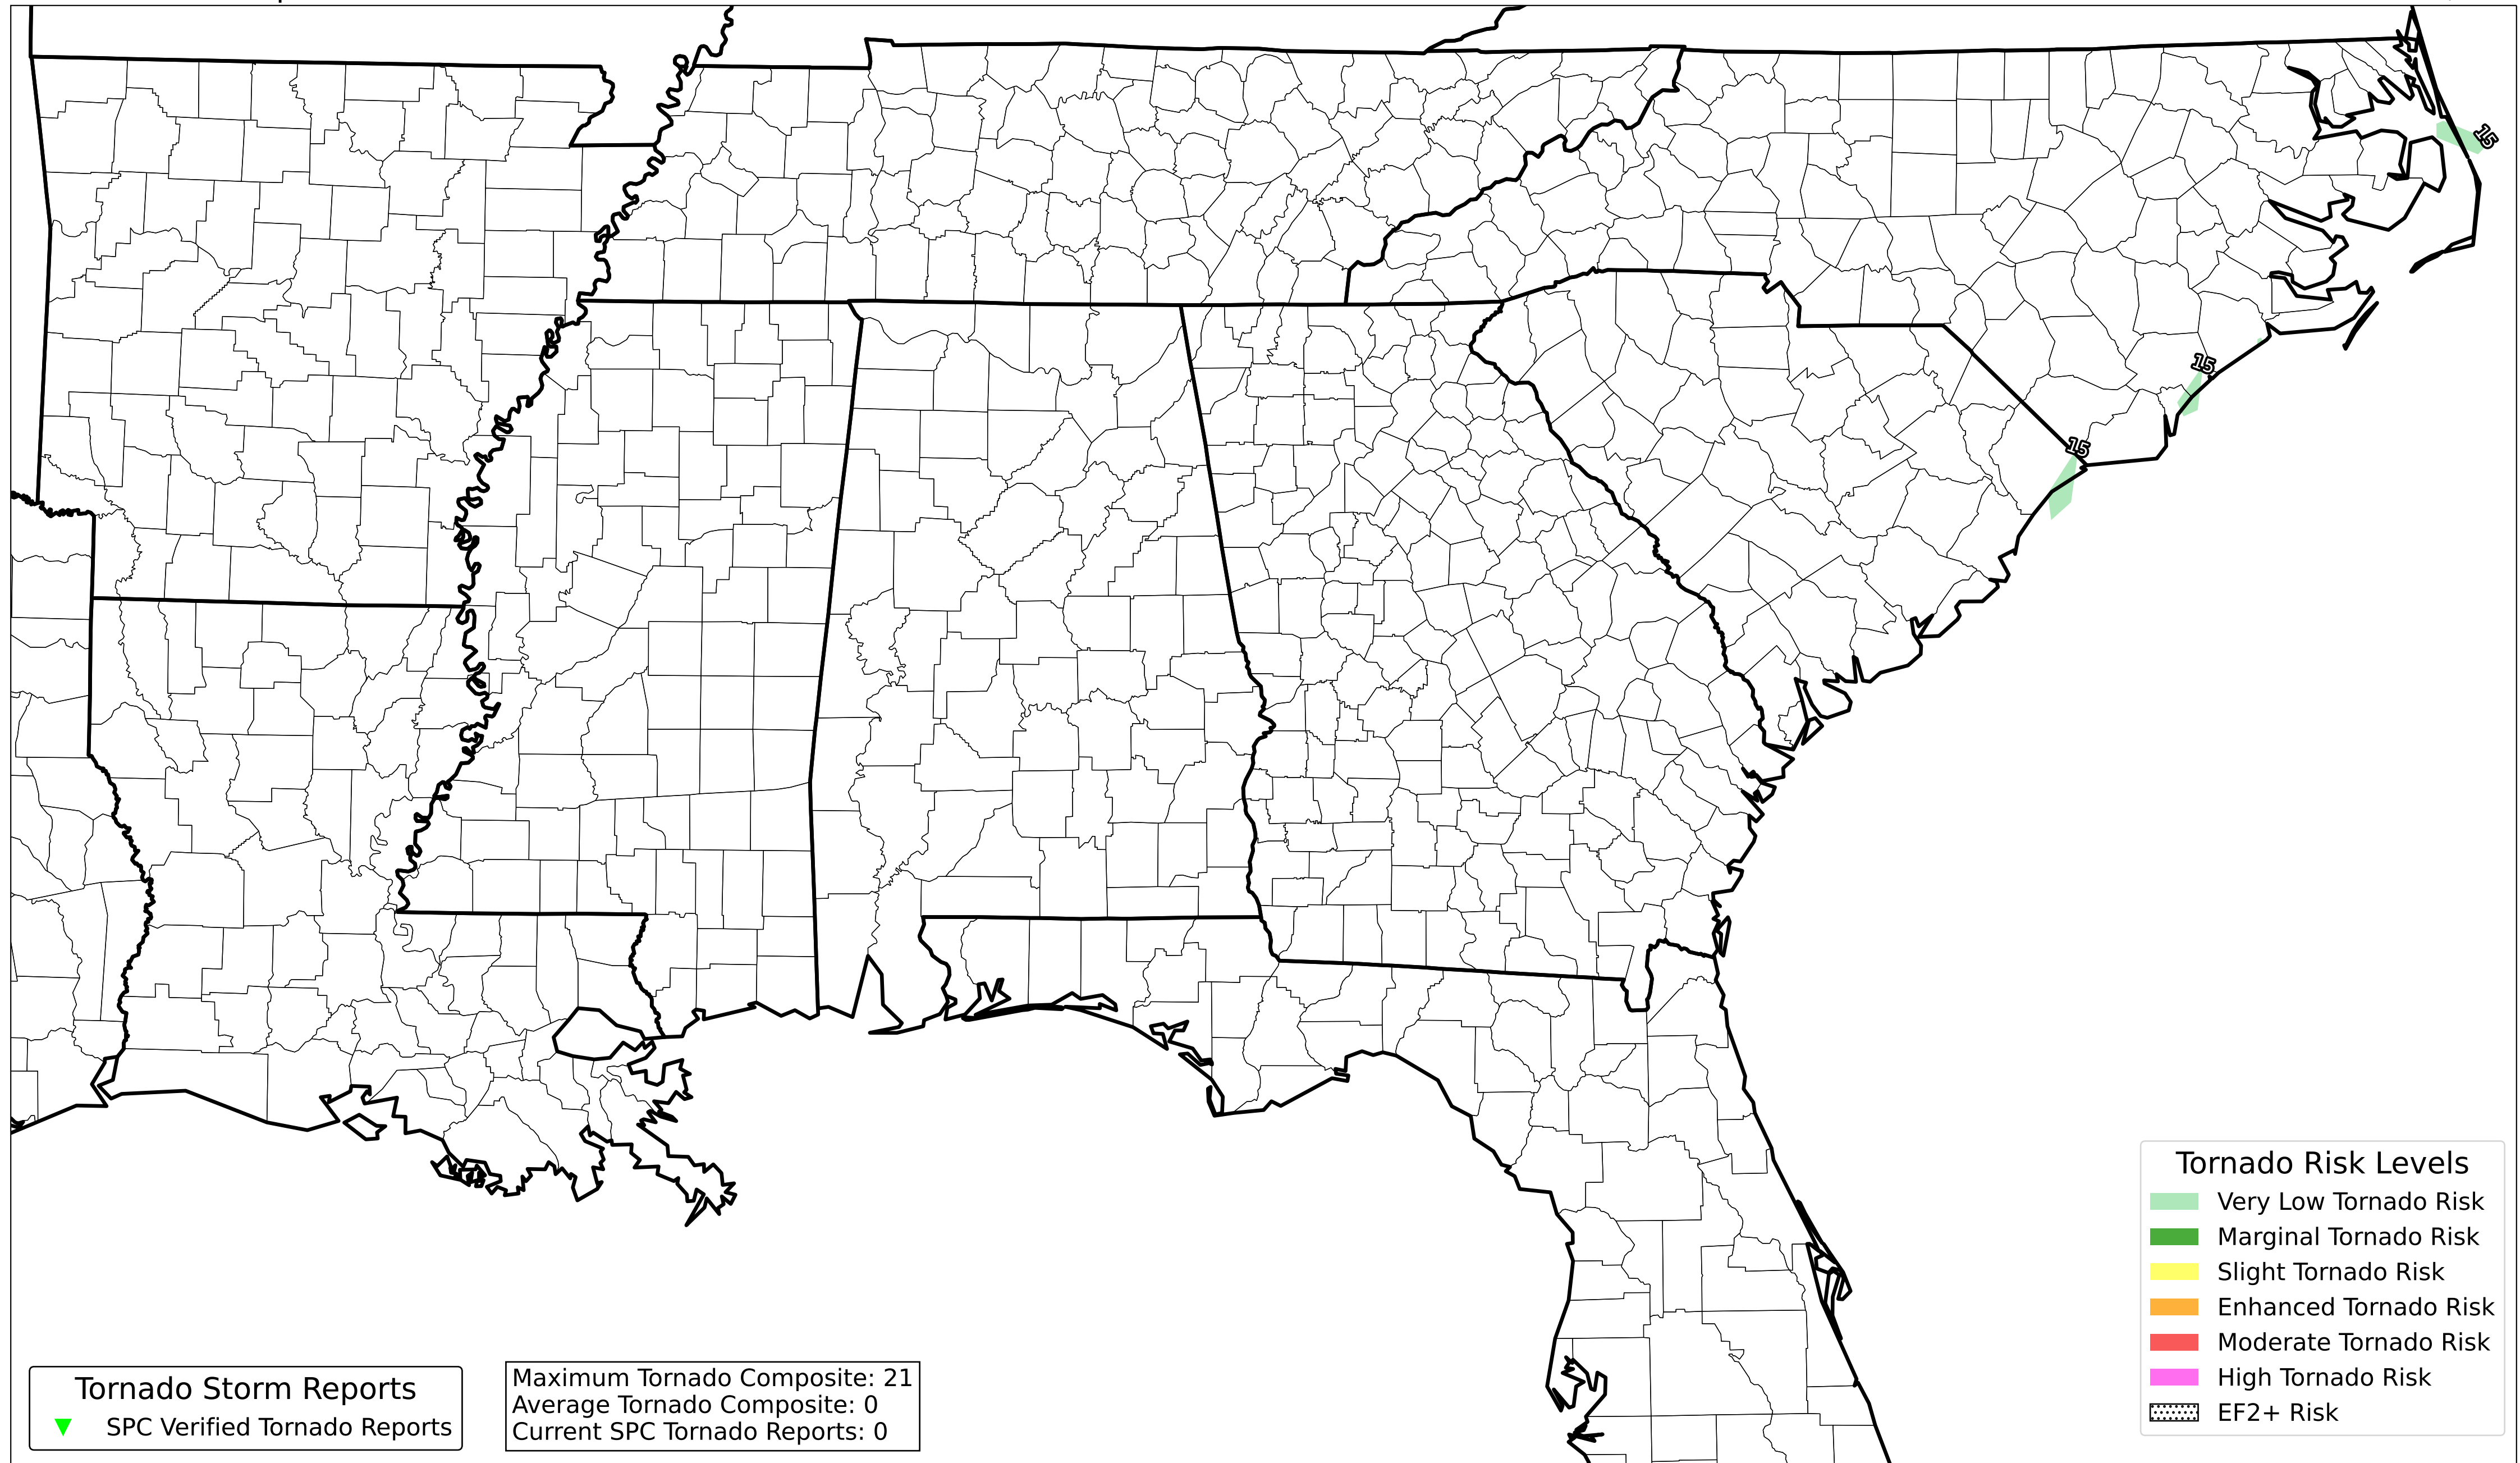 15
15
15
Tornado Risk Levels
Very Low Tornado Risk
Marginal Tornado Risk
Slight Tornado Risk
Enhanced Tornado Risk
Moderate Tornado Risk
High Tornado Risk
EF2+ Risk
Tornado Storm Reports
SPC Verified Tornado Reports
Maximum Tornado Composite: 21
Average Tornado Composite: 0
Current SPC Tornado Reports: 0